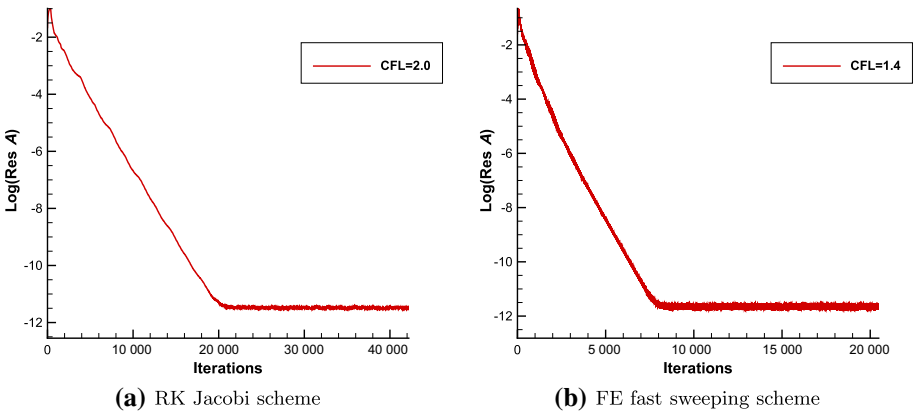 Log(Res A)
-2
-4
-6
-8
-10
-12
0
10 000
20 000
30 000
40 000
Iterations
CFL=2.0
(a) RK Jacobi scheme
Log(Res A)
-2
-4
-6
-8
-10
-12
0
5 000
10 000
15 000
20 000
Iterations
CFL=1.4
(b) FE fast sweeping scheme